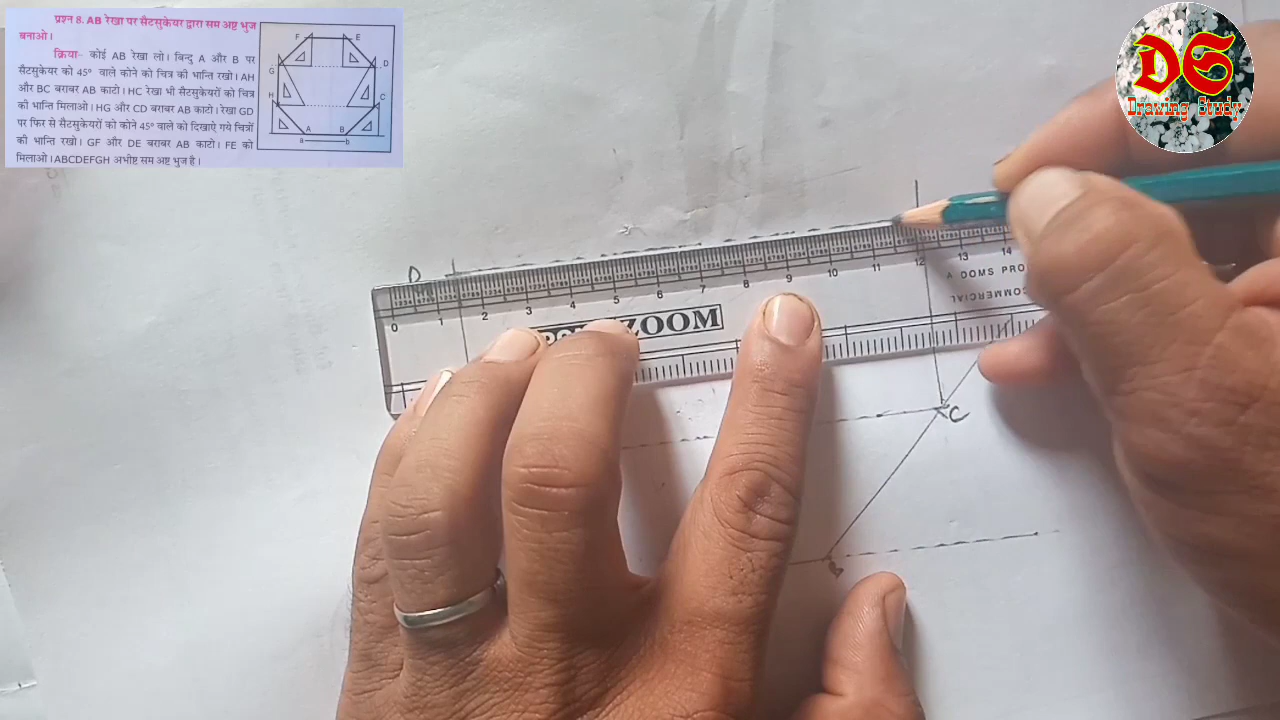 प्रश्न 8. AB रेखा पर सैटसुकेयर द्वारा सम अष्ट भुज
बनाओ।
क्रिया- कोई AB रेखा लो। बिन्दु A और B पर
सैटसुकेयर को 45° वाले कोने को चित्र की भान्ति रखो। AH
और BC बराबर AB काटो। HC रेखा भी सैटसुकेयरों को चित्र
की भांति मिलाओ। HG और CD बराबर AB काटो। रेखा GD
पर फिर से सैटसुकेयरों को कोने 45° वाले को दिखाऐ गये चित्रों
की भांती रखो। GF और DE बराबर AB काटो। FE को
मिलाओ। ABCDEFGH अभीष्ट सम अष्ट भुज है।
F E
G D
H C
A B
a b
DS
Drawing Study
D
0 1 2 3 4 5 6 7 8 9 10 11 12 13 14
A DOMS PRO
COMMERCIAL
ZOOM
C
B